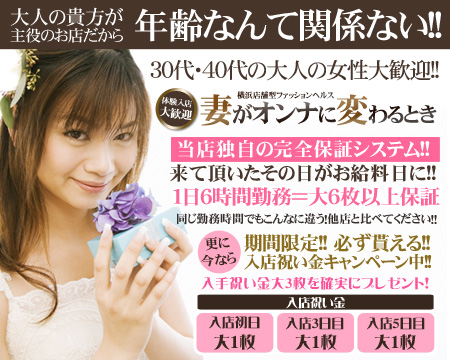 大人の貴方が
主役のお店だから
年齢なんて関係ない!!
30代・40代の大人の女性大歓迎!!
体験入店
大歓迎
横浜店舗型ファッションヘルス
妻がオンナに変わるとき
当店独自の完全保証システム!!
来て頂いたその日がお給料日に!!
1日6時間勤務=大6枚以上保証
同じ勤務時間でもこんなに違う!他店と比べてください!!
更に
今なら
期間限定!! 必ず貰える!!
入店祝い金キャンペーン中!!
入手祝い金大3枚を確実にプレゼント!
入店祝い金
入店初日
大1枚
入店3日目
大1枚
入店5日目
大1枚